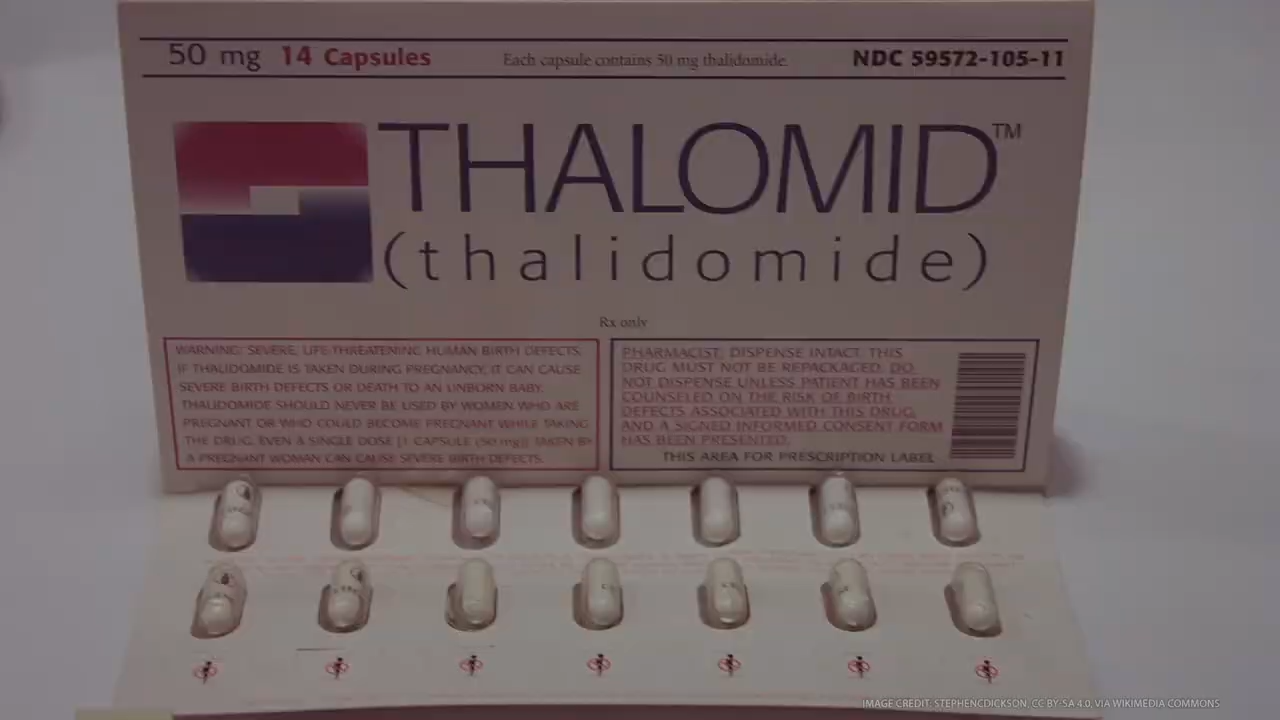 50 mg 14 Capsules Each capsule contains 50 mg thalidomide. NDC 59572-105-11
THALOMID™
(thalidomide)
Rx only
WARNING: SEVERE, LIFE-THREATENING HUMAN BIRTH DEFECTS.
IF THALIDOMIDE IS TAKEN DURING PREGNANCY, IT CAN CAUSE
SEVERE BIRTH DEFECTS OR DEATH TO AN UNBORN BABY.
THALIDOMIDE SHOULD NEVER BE USED BY WOMEN WHO ARE
PREGNANT OR WHO COULD BECOME PREGNANT WHILE TAKING
THE DRUG. EVEN A SINGLE DOSE [1 CAPSULE (50 mg)] TAKEN BY
A PREGNANT WOMAN CAN CAUSE SEVERE BIRTH DEFECTS.
PHARMACIST: DISPENSE INTACT. THIS
DRUG MUST NOT BE REPACKAGED. DO
NOT DISPENSE UNLESS PATIENT HAS BEEN
COUNSELED ON THE RISK OF BIRTH
DEFECTS ASSOCIATED WITH THIS DRUG,
AND A SIGNED INFORMED CONSENT FORM
HAS BEEN PRESENTED.
THIS AREA FOR PRESCRIPTION LABEL
IMAGE CREDIT: STEPHENCDICKSON, CC BY-SA 4.0, VIA WIKIMEDIA COMMONS